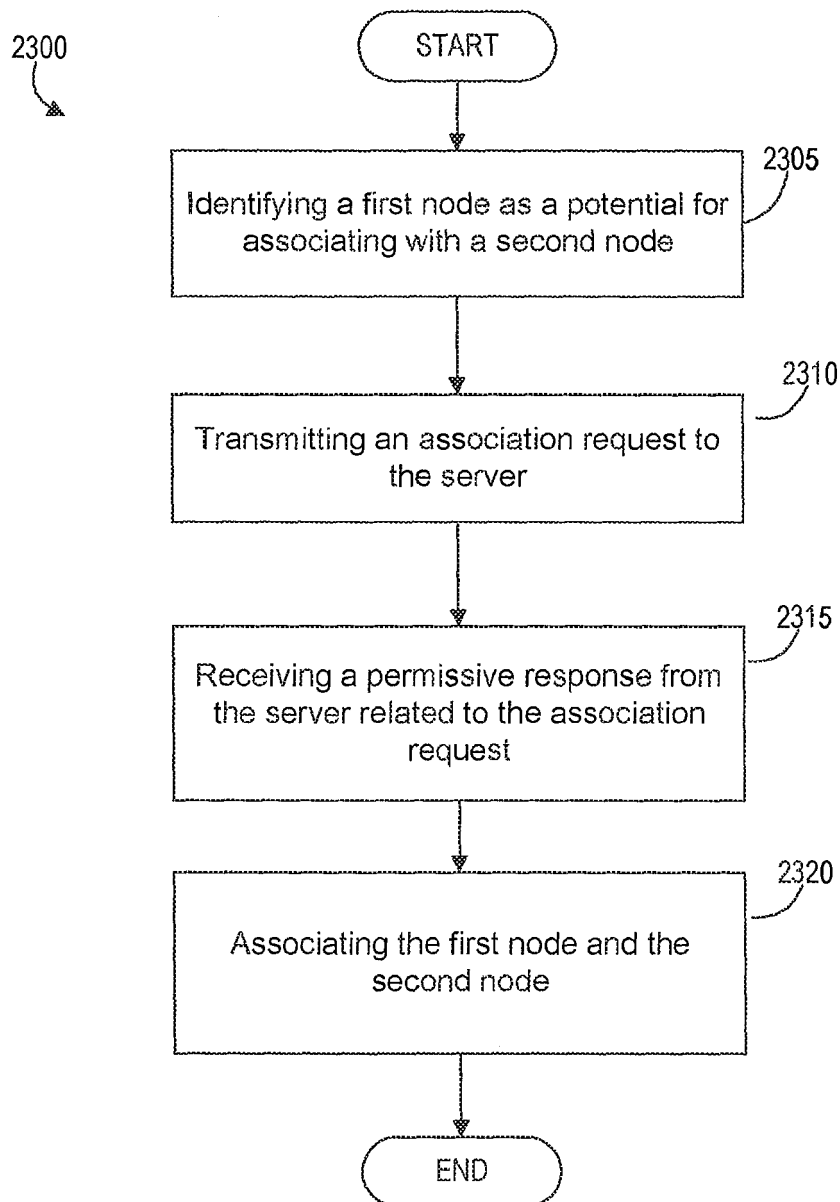 2300
START
2305
Identifying a first node as a potential for
associating with a second node
2310
Transmitting an association request to
the server
2315
Receiving a permissive response from
the server related to the association
request
2320
Associating the first node and the
second node
END